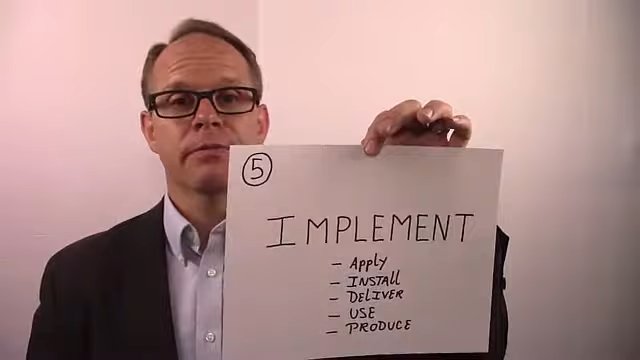 5
IMPLEMENT
- Apply
- INSTALL
- DELIVER
- USE
- PRODUCE